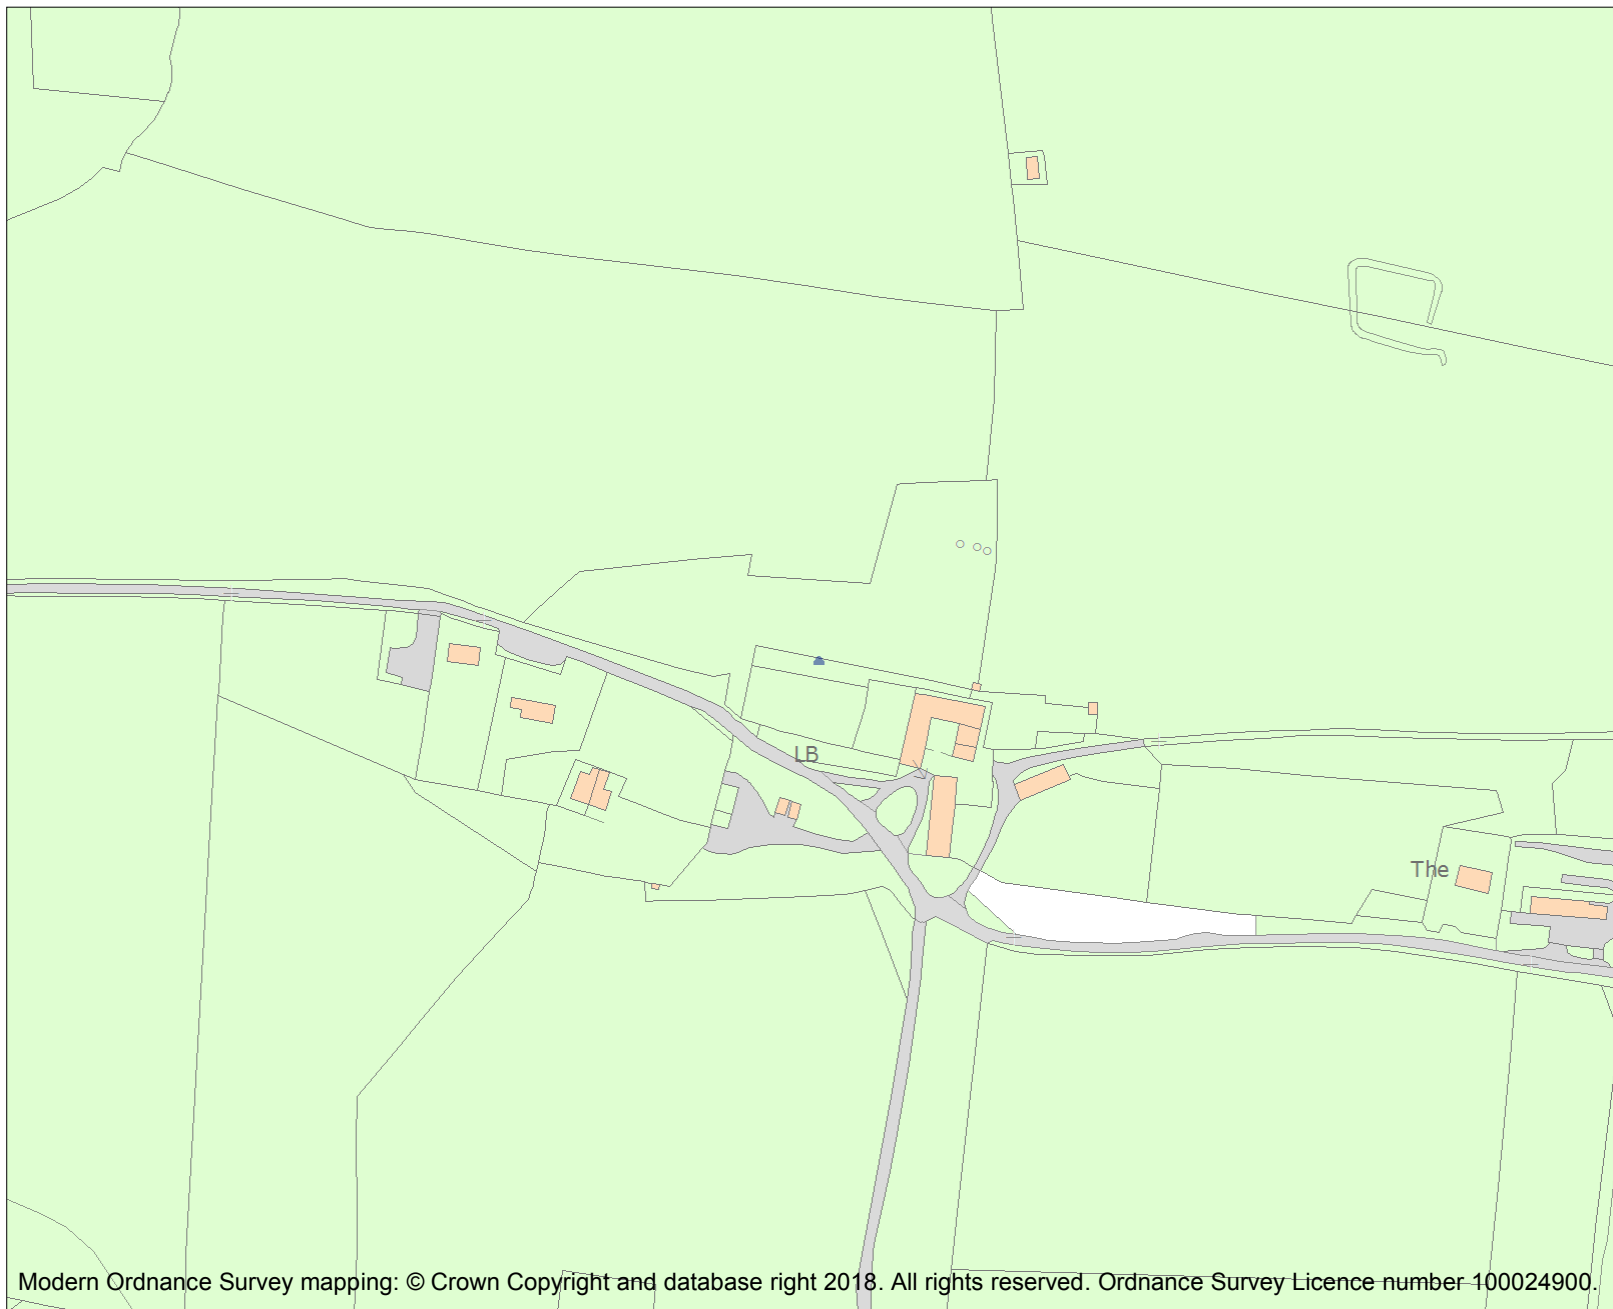 LB
The
Modern Ordnance Survey mapping: © Crown Copyright and database right 2018. All rights reserved. Ordnance Survey Licence number 100024900.